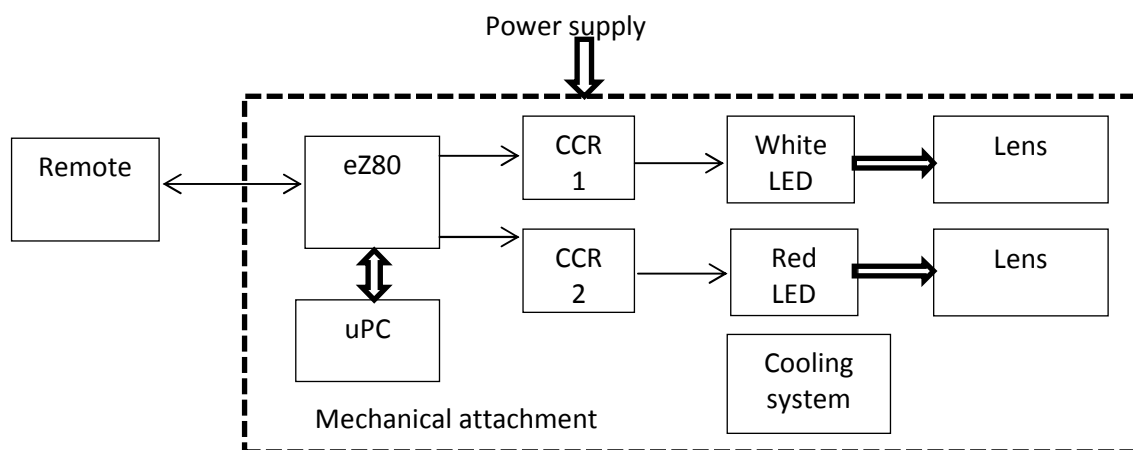 Power supply
Remote
eZ80
CCR
1
White
LED
Lens
CCR
2
Red
LED
Lens
uPC
Cooling
system
Mechanical attachment